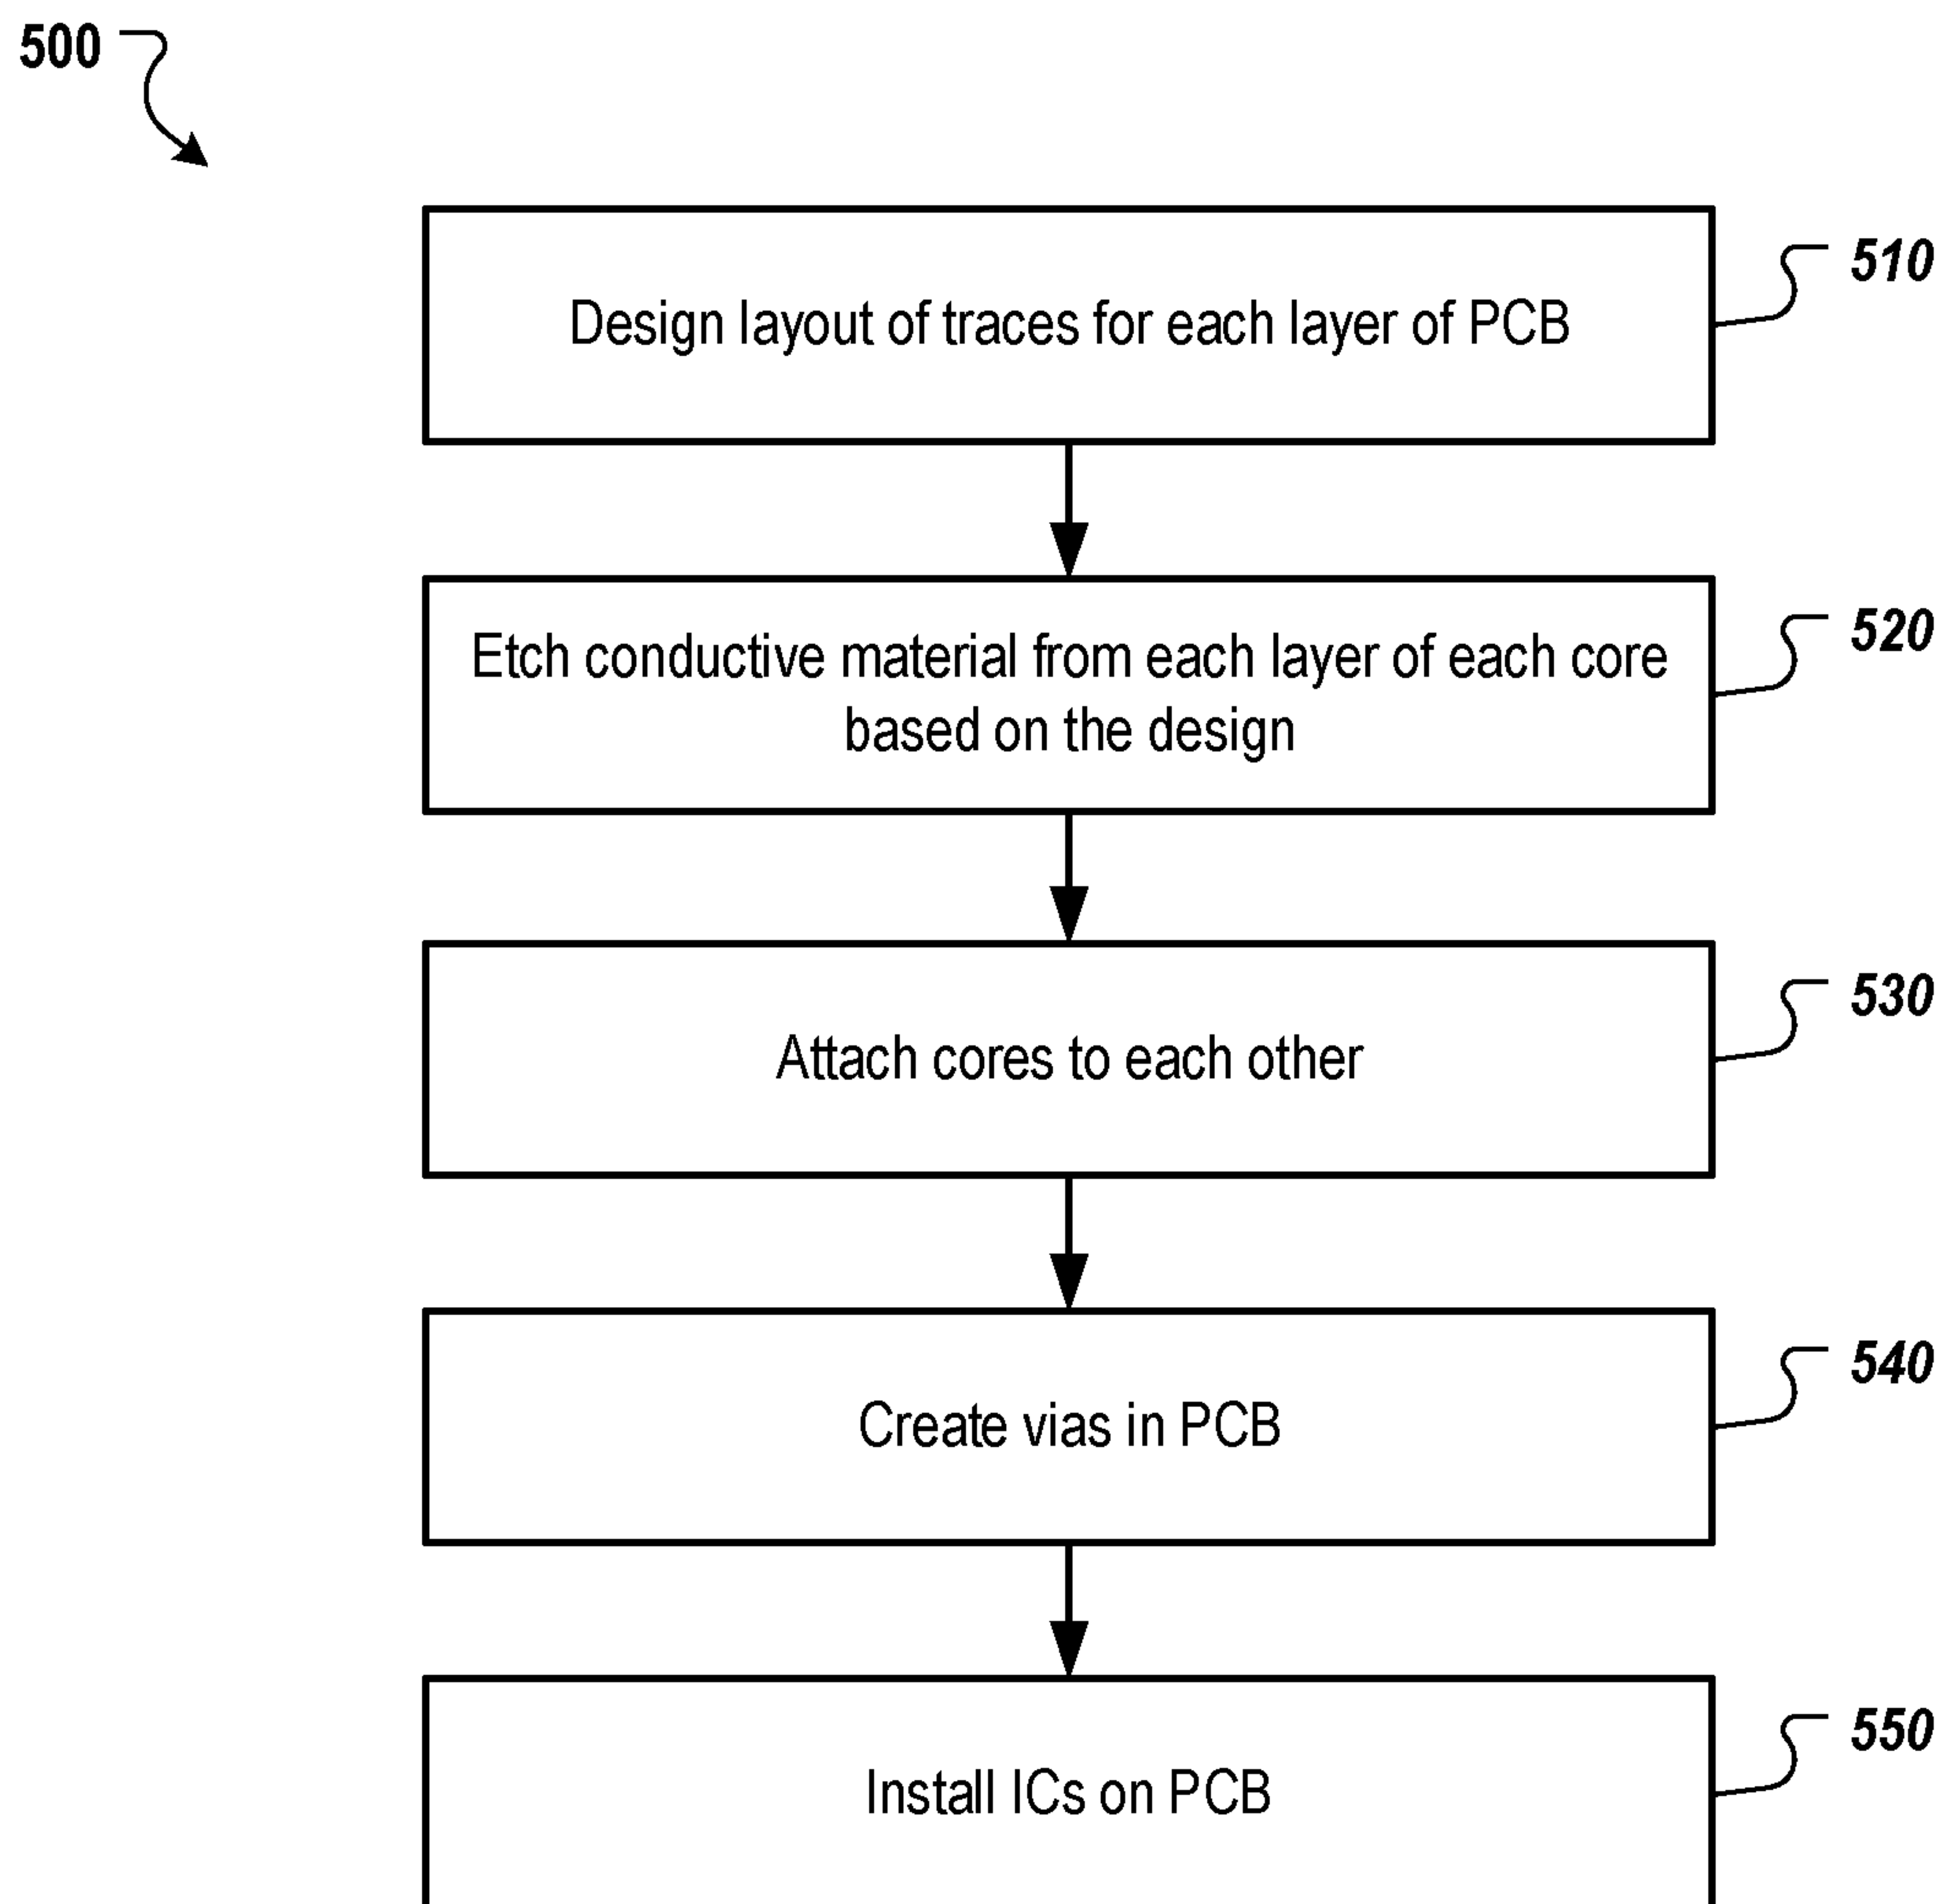 500
Design layout of traces for each layer of PCB
510
Etch conductive material from each layer of each core
based on the design
520
Attach cores to each other
530
Create vias in PCB
540
Install ICs on PCB
550